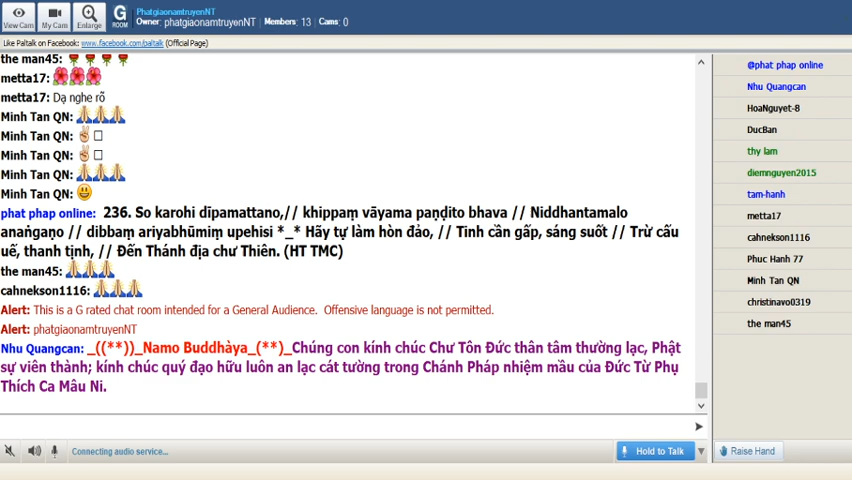 View Cam
My Cam
Enlarge
G
ROOM
PhatgiaonamtruyenNT
Owner: phatgiaonamtruyenNT Members: 13 Cams: 0
Like Paltalk on Facebook: www.facebook.com/paltalk (Official Page)
the man45:
metta17:
metta17: Dạ nghe rõ
Minh Tan QN:
Minh Tan QN:
Minh Tan QN:
Minh Tan QN:
Minh Tan QN:
phat phap online: 236. So karohi dīpamattano,// khippaṃ vāyama paṇḍito bhava // Niddhantamalo
anaṅgaṇo // dibbaṃ ariyabhūmiṃ upehisi *_* Hãy tự làm hòn đảo, // Tinh cần gấp, sáng suốt // Trừ cấu
uế, thanh tịnh, // Đến Thánh địa chư Thiên. (HT TMC)
the man45:
cahnekson1116:
Alert: This is a G rated chat room intended for a General Audience. Offensive language is not permitted.
Alert: phatgiaonamtruyenNT
Nhu Quangcan: _((**))_Namo Buddhàya_(**)_Chúng con kính chúc Chư Tôn Đức thân tâm thường lạc, Phật
sự viên thành; kính chúc quý đạo hữu luôn an lạc cát tường trong Chánh Pháp nhiệm mầu của Đức Từ Phụ
Thích Ca Mâu Ni.
Connecting audio service...
Hold to Talk
Raise Hand
@phat phap online
Nhu Quangcan
HoaNguyet-8
DucBan
thy lam
diemnguyen2015
tam-hanh
metta17
cahnekson1116
Phuc Hanh 77
Minh Tan QN
christinavo0319
the man45